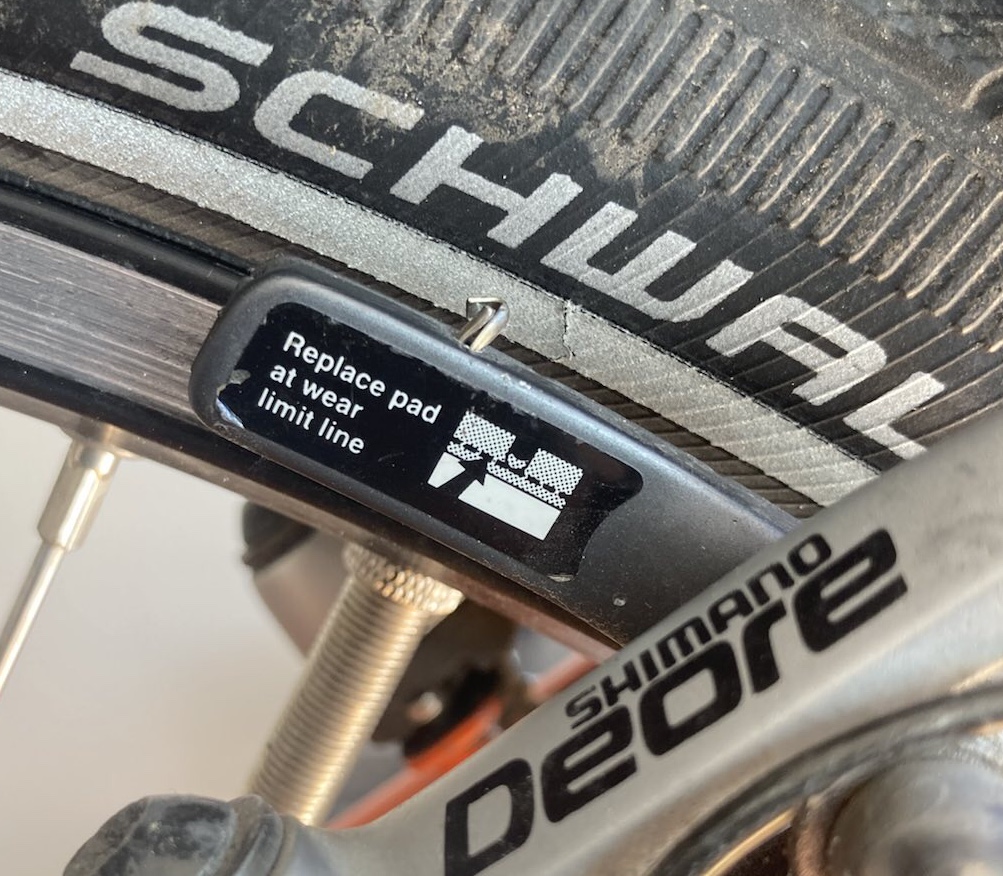 SCHWAL
Replace pad
at wear
limit line
SHIMANO
Deore